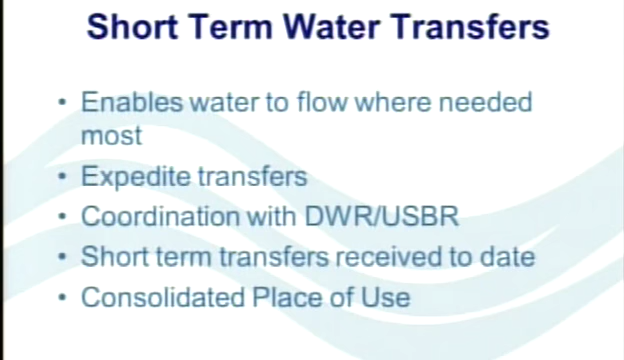 Short Term Water Transfers
• Enables water to flow where needed
most
• Expedite transfers
• Coordination with DWR/USBR
• Short term transfers received to date
• Consolidated Place of Use